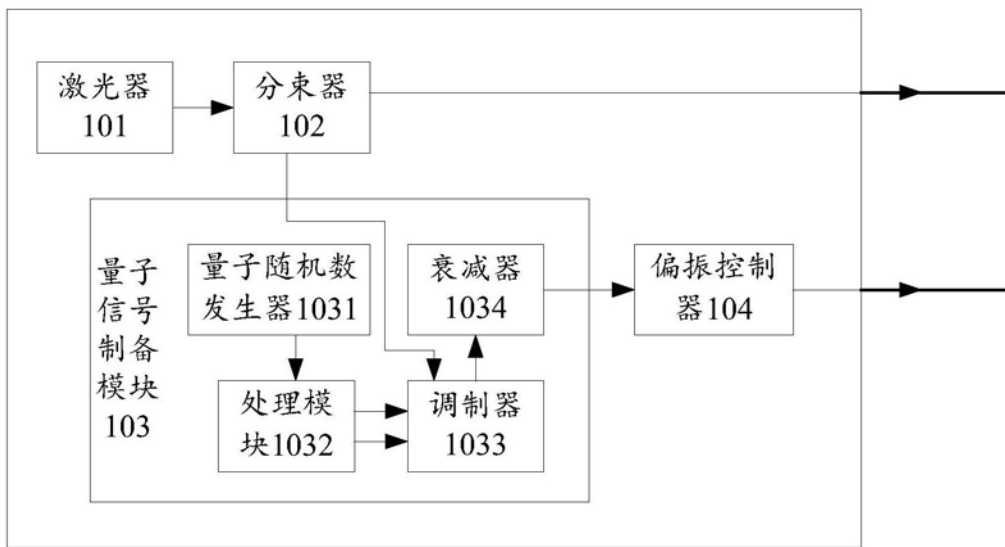 激光器
101
分束器
102
量子
信号
制备
模块
103
量子随机数
发生器1031
衰减器
1034
偏振控制
器104
处理模
块1032
调制器
1033